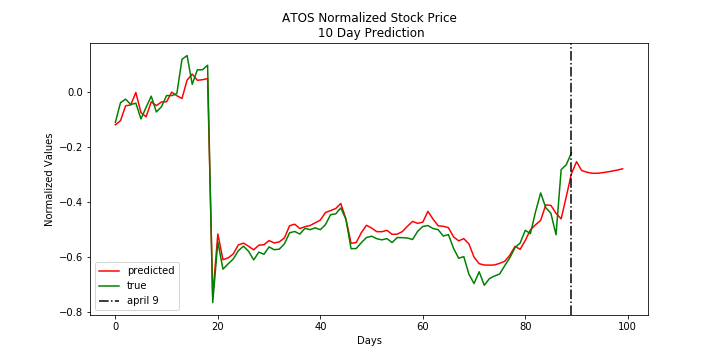 ATOS Normalized Stock Price
10 Day Prediction
Normalized Values
0.0
−0.2
−0.4
−0.6
−0.8
predicted
true
april 9
0 20 40 60 80 100
Days